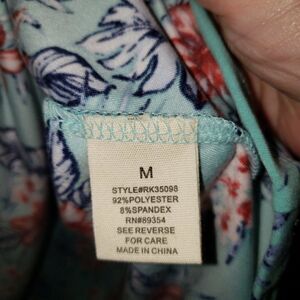 M
STYLE#RK35098
92%POLYESTER
8%SPANDEX
RN#89354
SEE REVERSE
FOR CARE
MADE IN CHINA